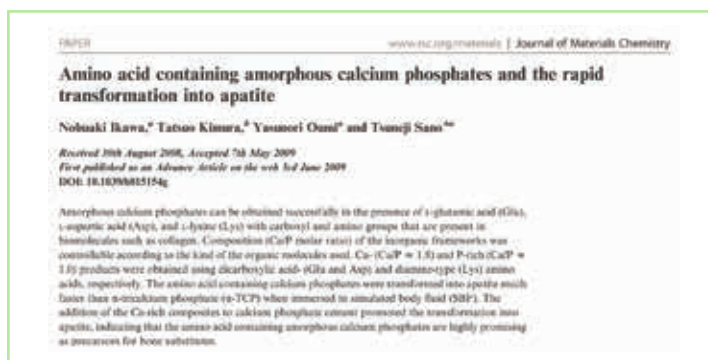 PAPER www.rsc.org/materials | Journal of Materials Chemistry
Amino acid containing amorphous calcium phosphates and the rapid
transformation into apatite
Nobuaki Ikawa,a Tatsuo Kimura,b Yasunori Oumi and Tsuneji Sano
Received 30th August 2008, Accepted 7th May 2009
First published as an Advance Article on the web 3rd June 2009
DOI: 10.1039/b815154g
Amorphous calcium phosphates can be obtained successfully in the presence of L-glutamic acid (Glu),
L-aspartic acid (Asp), and L-lysine (Lys) with carboxyl and amino groups that are present in
biomolecules such as collagen. Composition (Ca/P molar ratio) of the inorganic frameworks was
controllable according to the kind of the organic molecules used. Ca- (Ca/P = 1.8) and P-rich (Ca/P =
1.0) products were obtained using dicarboxylic acid- (Glu and Asp) and diamino-type (Lys) amino
acids, respectively. The amino acid containing calcium phosphates were transformed into apatite much
faster than α-tricalcium phosphate (α-TCP) when immersed in simulated body fluid (SBF). The
addition of the Ca-rich composites to calcium phosphate cement promoted the transformation into
apatite, indicating that the amino acid containing amorphous calcium phosphates are highly promising
as precursors for bone substitutes.